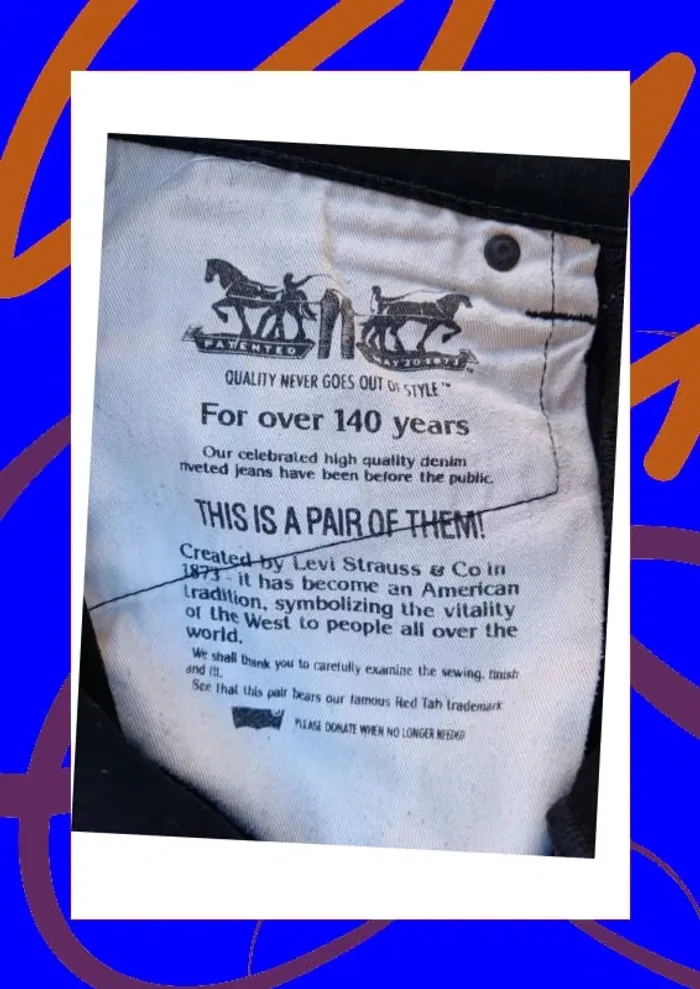 PATENTED
MAY 20 1873
QUALITY NEVER GOES OUT OF STYLE™
For over 140 years
Our celebrated high quality denim
riveted jeans have been before the public.
THIS IS A PAIR OF THEM!
Created by Levi Strauss & Co in
1873 - it has become an American
tradition, symbolizing the vitality
of the West to people all over the
world.
We shall thank you to carefully examine the sewing, finish
and fit.
See that this pair bears our famous Red Tab trademark
PLEASE DONATE WHEN NO LONGER NEEDED